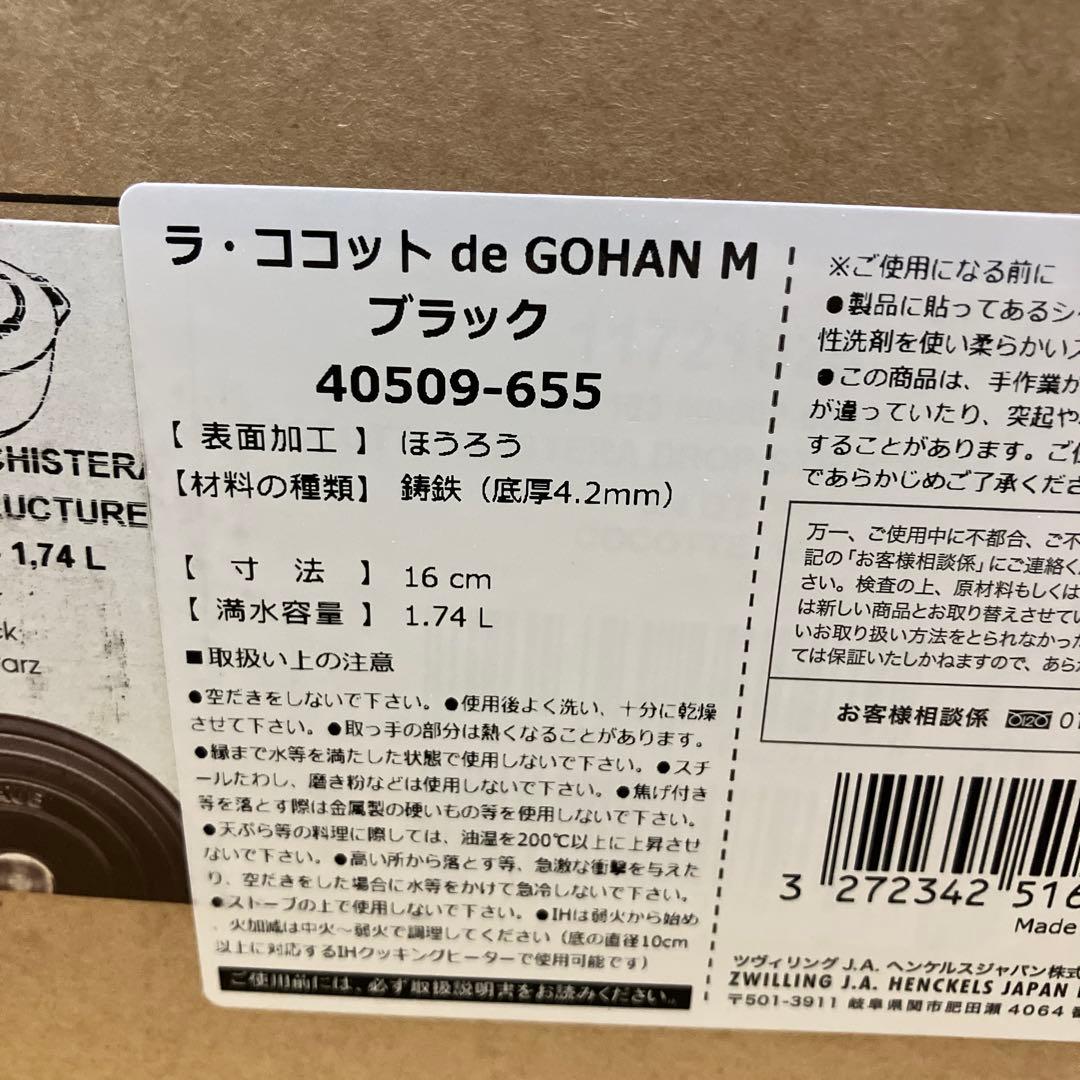 ラ・ココット de GOHAN M
ブラック
40509-655
【 表面加工 】 ほうろう
【材料の種類】 鋳鉄（底厚4.2mm）
【 寸 法 】 16 cm
【 満水容量 】 1.74 L
■取扱い上の注意
●空だきをしないで下さい。●使用後よく洗い、十分に乾燥
させて下さい。●取っ手の部分は熱くなることがあります。
●縁まで水等を満たした状態で使用しないで下さい。●スチ
ールたわし、磨き粉などは使用しないで下さい。●焦げ付き
等を落とす際は金属製の硬いもの等を使用しないで下さい。
●天ぷら等の料理に際しては、油温を200℃以上に上昇させ
ないで下さい。●高い所から落とす等、急激な衝撃を与えた
り、空だきをした場合に水等をかけて急冷しないで下さい。
●ストーブの上で使用しないで下さい。●IHは弱火から始め
、火加減は中火～弱火で調理してください（底の直径10cm
以上に対応するIHクッキングヒーターで使用可能です）
ご使用前には、必ず取扱説明書をお読みください。
※ご使用になる前に
●製品に貼ってあるシ
性洗剤を使い柔らかい
●この商品は、手作業が
が違っていたり、突起や
することがあります。ご使
であらかじめご了承くださ
万一、ご使用中に不都合、ご不
記の「お客様相談係」にご連絡く
さい。検査の上、原材料もしくは
は新しい商品とお取り替えさせてい
いお取り扱い方法をとられなかった
ては保証いたしかねますので、あら
お客様相談係 0120 01
3 272342 516
Made
ツヴィリング J.A. ヘンケルスジャパン株式
ZWILLING J.A. HENCKELS JAPAN
〒501-3911 岐阜県関市肥田瀬 4064
CHISTERA
UCTURE
1,74 L
ck
arz